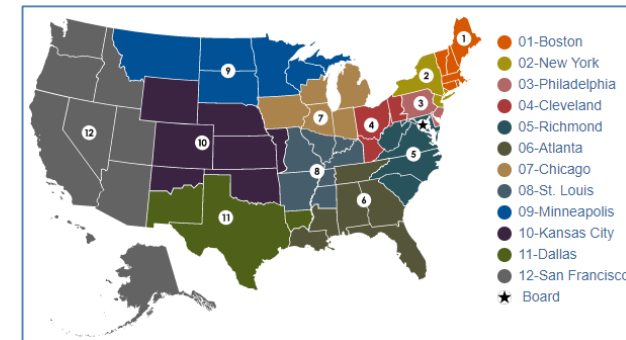 1
2
3
4
5
6
7
8
9
10
11
12
01-Boston
02-New York
03-Philadelphia
04-Cleveland
05-Richmond
06-Atlanta
07-Chicago
08-St. Louis
09-Minneapolis
10-Kansas City
11-Dallas
12-San Francisco
Board